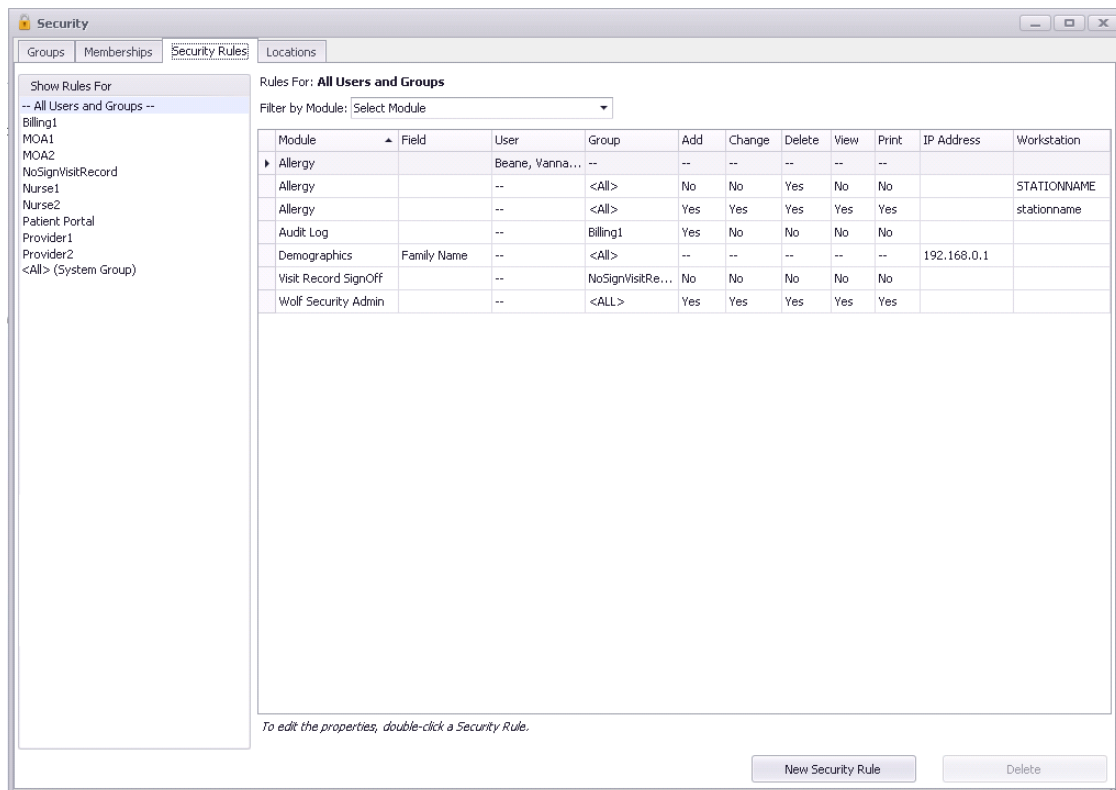 Security
Groups Memberships Security Rules Locations
Show Rules For
-- All Users and Groups --
Billing1
MOA1
MOA2
NoSignVisitRecord
Nurse1
Nurse2
Patient Portal
Provider1
Provider2
<All> (System Group)
Rules For: All Users and Groups
Filter by Module: Select Module
Module Field User Group Add Change Delete View Print IP Address Workstation
Allergy Beane, Vanna... -- -- -- -- -- --
Allergy -- <All> No No Yes No No STATIONNAME
Allergy -- <All> Yes Yes Yes Yes Yes stationname
Audit Log -- Billing1 Yes No No No No
Demographics Family Name -- <All> -- -- -- -- -- 192.168.0.1
Visit Record SignOff -- NoSignVisitRe... No No No No No
Wolf Security Admin -- <ALL> Yes Yes Yes Yes Yes
To edit the properties, double-click a Security Rule.
New Security Rule Delete